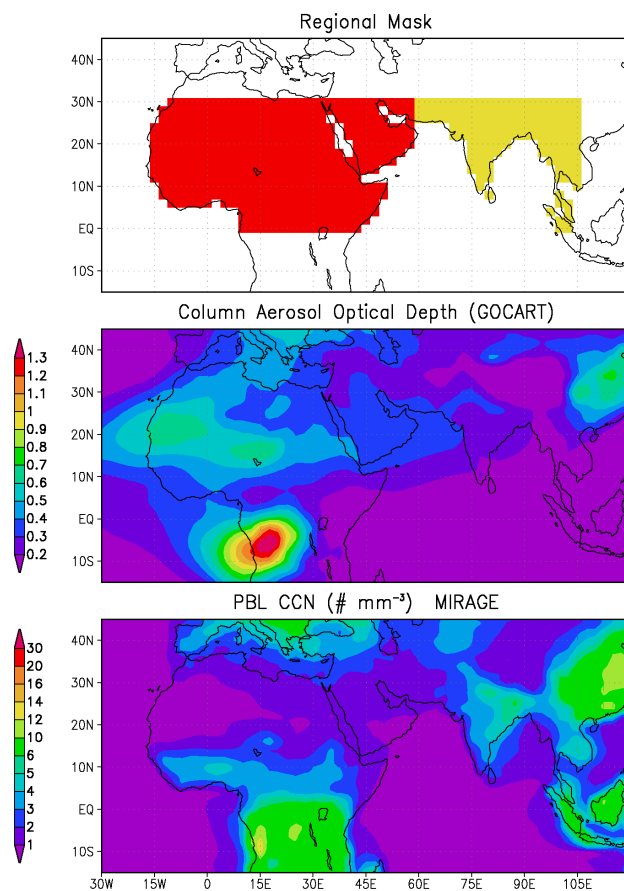 Regional Mask
40N
30N
20N
10N
EQ
10S
Column Aerosol Optical Depth (GOCART)
1.3
1.2
1.1
1
0.9
0.8
0.7
0.6
0.5
0.4
0.3
0.2
40N
30N
20N
10N
EQ
10S
PBL CCN (# mm⁻³) MIRAGE
30
20
16
14
12
10
6
5
4
3
2
1
40N
30N
20N
10N
EQ
10S
30W 15W 0 15E 30E 45E 60E 75E 90E 105E